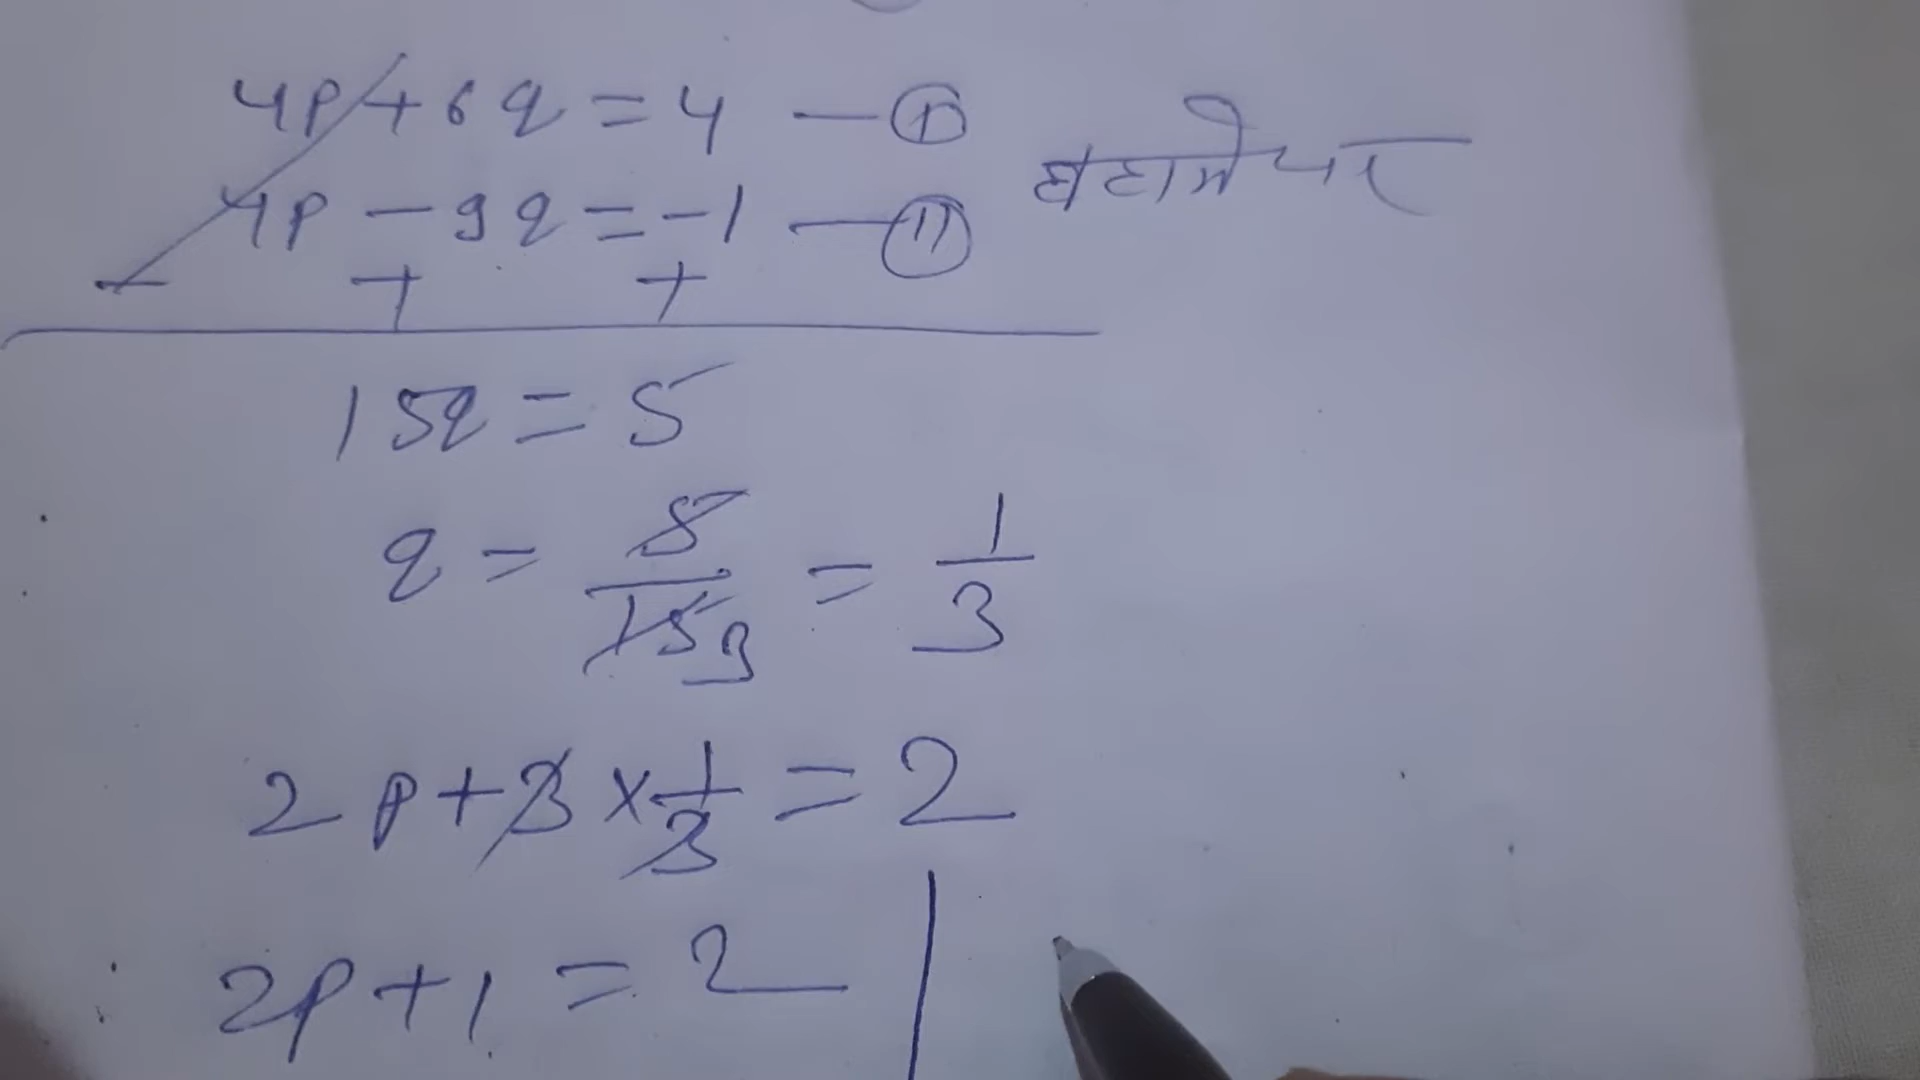 4p + 6q = 4 — (I)
4p - 9q = -1 — (II) घटाने पर
- + +
15q = 5
q = 5/15 3 = 1/3
2p + 3 × 1/3 = 2
2p + 1 = 2